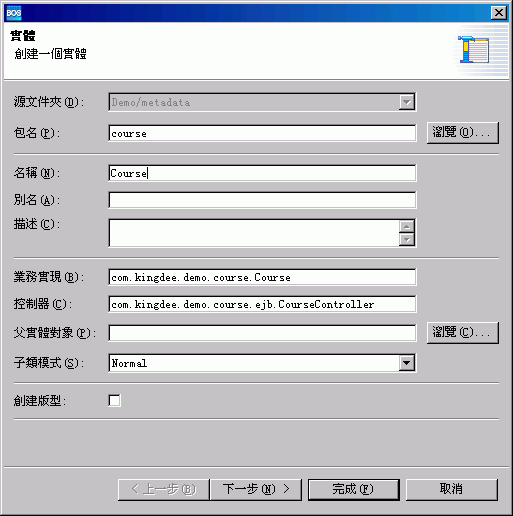 BOS
實體
創建一個實體
源文件夾(D): Demo/metadata
包名(P): course 瀏覽(O)...
名稱(N): Course
別名(A):
描述(C):
業務實現(B): com.kingdee.demo.course.Course
控制器(C): com.kingdee.demo.course.ejb.CourseController
父實體對象(P): 瀏覽(C)...
子類模式(S): Normal
創建版型:
< 上一步(B) 下一步(N) > 完成(F) 取消